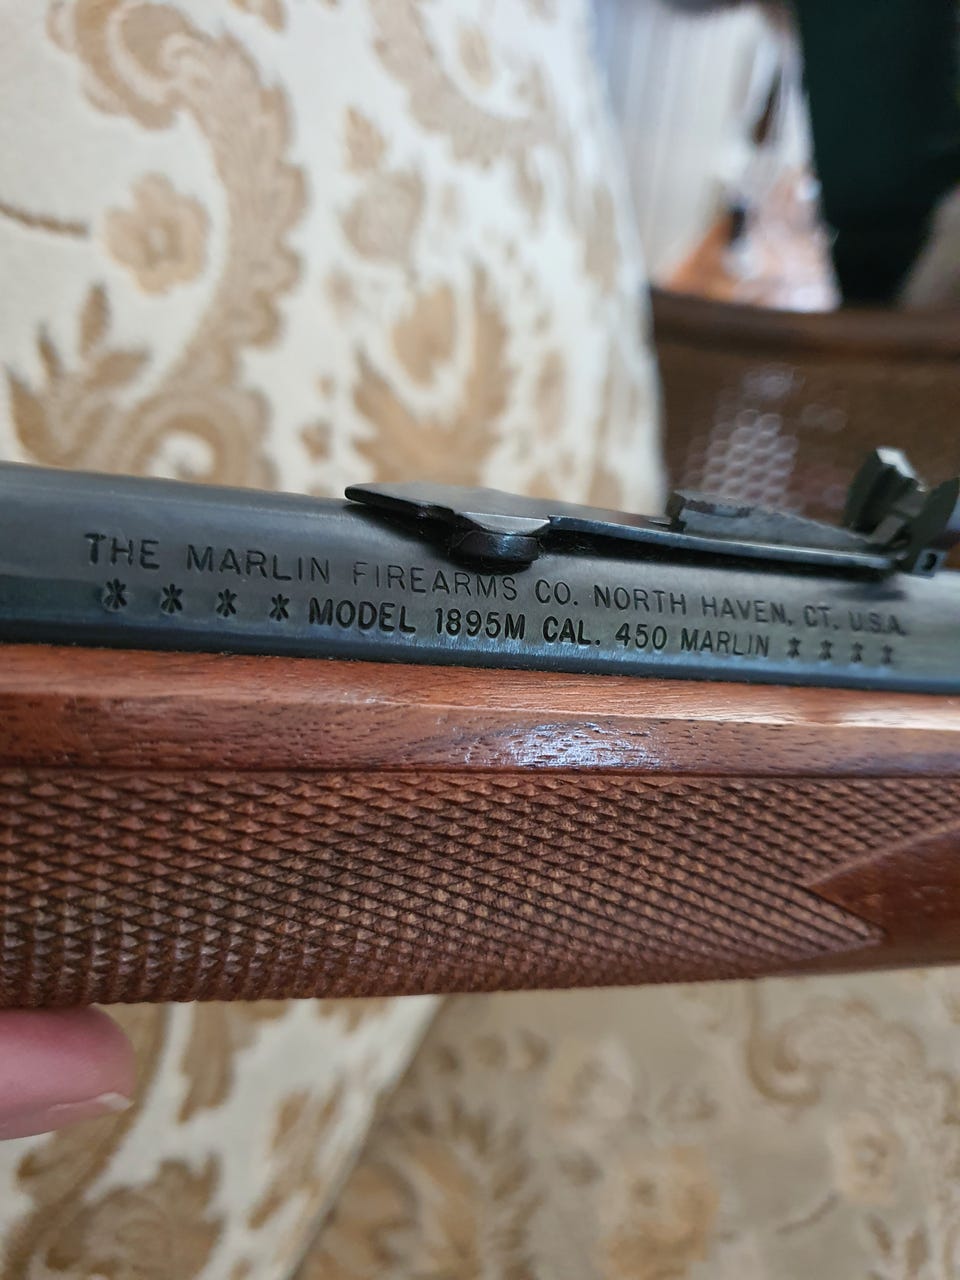 THE MARLIN FIREARMS CO. NORTH HAVEN, CT. U.S.A.
* * * * MODEL 1895M CAL. 450 MARLIN * * * *